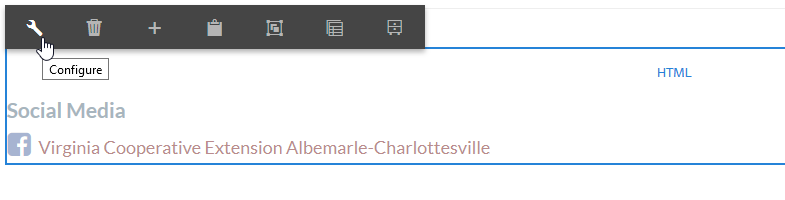 Configure
HTML
Social Media
Virginia Cooperative Extension Albemarle-Charlottesville